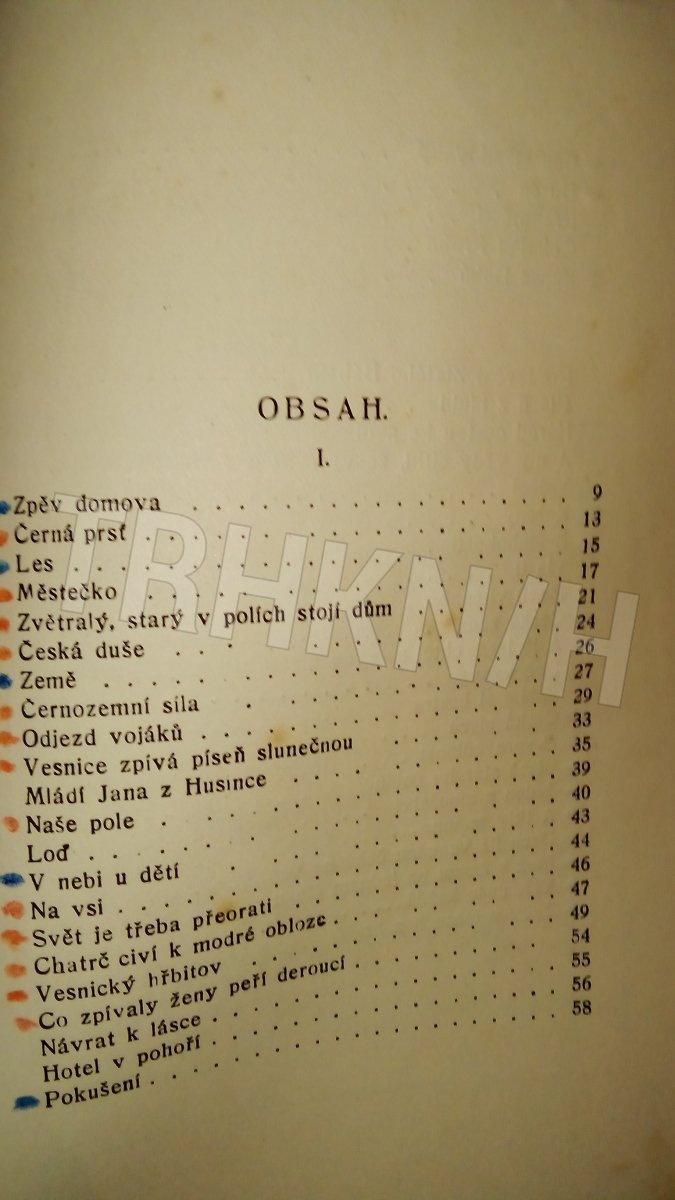 OBSAH.
I.
Zpěv domova . . . . . . . . . . . . . . . . . 9
Černá prsť . . . . . . . . . . . . . . . . . 13
Les . . . . . . . . . . . . . . . . . 15
Městečko . . . . . . . . . . . . . . . . . 17
Zvětralý, starý v polích stojí dům . . . . . . . 21
Česká duše . . . . . . . . . . . . . . . 24
Země . . . . . . . . . . . . . . . . . 26
Černozemní síla . . . . . . . . . . . . . 27
Odjezd vojáků . . . . . . . . . . . . . . 29
Vesnice zpívá píseň slunečnou . . . . . . . 33
Mládí Jana z Husince . . . . . . . . . . 35
Naše pole . . . . . . . . . . . . . . . 39
Loď . . . . . . . . . . . . . . . . . 40
V nebi u dětí . . . . . . . . . . . . . 43
Na vsi . . . . . . . . . . . . . . . . 44
Svět je třeba přeorati . . . . . . . . . . 46
Chatrč civí k modré obloze . . . . . . . . 47
Vesnický hřbitov . . . . . . . . . . . . 49
Co zpívaly ženy peří deroucí . . . . . . . . 54
Návrat k lásce . . . . . . . . . . . . . 55
Hotel v pohoří . . . . . . . . . . . . . 56
Pokušení . . . . . . . . . . . . . . . 58
TRHKNIH